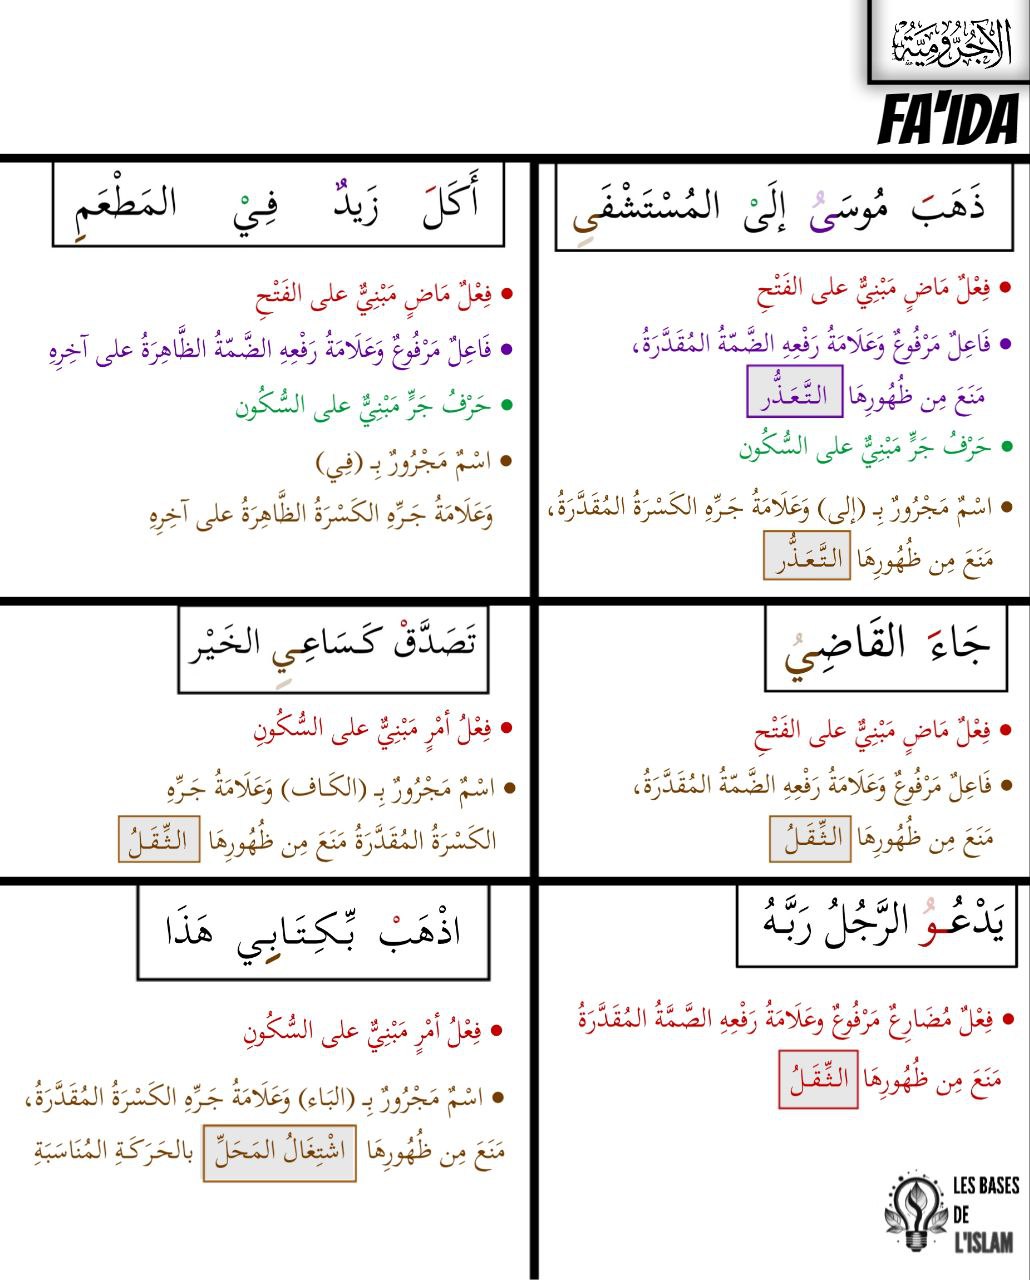 الآجُرُّومِيَّةُ
FA'IDA
ذَهَبَ مُوسَىُ إلَىْ المُسْتَشْفَىِ
• فِعْلٌ مَاضٍ مَبْنِيٌّ على الفَتْحِ
• فَاعِلٌ مَرْفُوعٌ وَعَلَامَةُ رَفْعِهِ الضَّمّةُ المُقَدَّرَةُ،
مَنَعَ مِن ظُهُورِهَا التَّعَذُّر
• حَرْفُ جَرٍّ مَبْنِيٌّ على السُّكُون
• اسْمٌ مَجْرُورٌ بِـ (إلى) وَعَلَامَةُ جَرِّهِ الكَسْرَةُ المُقَدَّرَةُ،
مَنَعَ مِن ظُهُورِهَا التَّعَذُّر
أَكَلَ زَيدٌ فِيْ المَطْعَمِ
• فِعْلٌ مَاضٍ مَبْنِيٌّ على الفَتْحِ
• فَاعِلٌ مَرْفُوعٌ وَعَلَامَةُ رَفْعِهِ الضَّمّةُ الظَّاهِرَةُ على آخِرِهِ
• حَرْفُ جَرٍّ مَبْنِيٌّ على السُّكُون
• اسْمٌ مَجْرُورٌ بِـ (فِي)
وَعَلَامَةُ جَرِّهِ الكَسْرَةُ الظَّاهِرَةُ على آخِرِهِ
جَاءَ القَاضِيُ
• فِعْلٌ مَاضٍ مَبْنِيٌّ على الفَتْحِ
• فَاعِلٌ مَرْفُوعٌ وَعَلَامَةُ رَفْعِهِ الضَّمّةُ المُقَدَّرَةُ،
مَنَعَ مِن ظُهُورِهَا الثِّقَلُ
تَصَدَّقْ كَسَاعِيِ الخَيْر
• فِعْلُ أمْرٍ مَبْنِيٌّ على السُّكُونِ
• اسْمٌ مَجْرُورٌ بِـ (الكَاف) وَعَلَامَةُ جَرِّهِ
الكَسْرَةُ المُقَدَّرَةُ مَنَعَ مِن ظُهُورِهَا الثِّقَلُ
يَدْعُوُ الرَّجُلُ رَبَّهُ
• فِعْلٌ مُضَارِعٌ مَرْفُوعٌ وعَلَامَةُ رَفْعِهِ الضَّمَّةُ المُقَدَّرَةُ
مَنَعَ مِن ظُهُورِهَا الثِّقَلُ
اذْهَبْ بِّكِتَابِي هَذَا
• فِعْلُ أمْرٍ مَبْنِيٌّ على السُّكُونِ
• اسْمٌ مَجْرُورٌ بِـ (البَاء) وَعَلَامَةُ جَرِّهِ الكَسْرَةُ المُقَدَّرَةُ،
مَنَعَ مِن ظُهُورِهَا اشْتِغَالُ المَحَلِّ بالحَرَكَةِ المُنَاسَبَةِ
LES BASES
DE
L'ISLAM